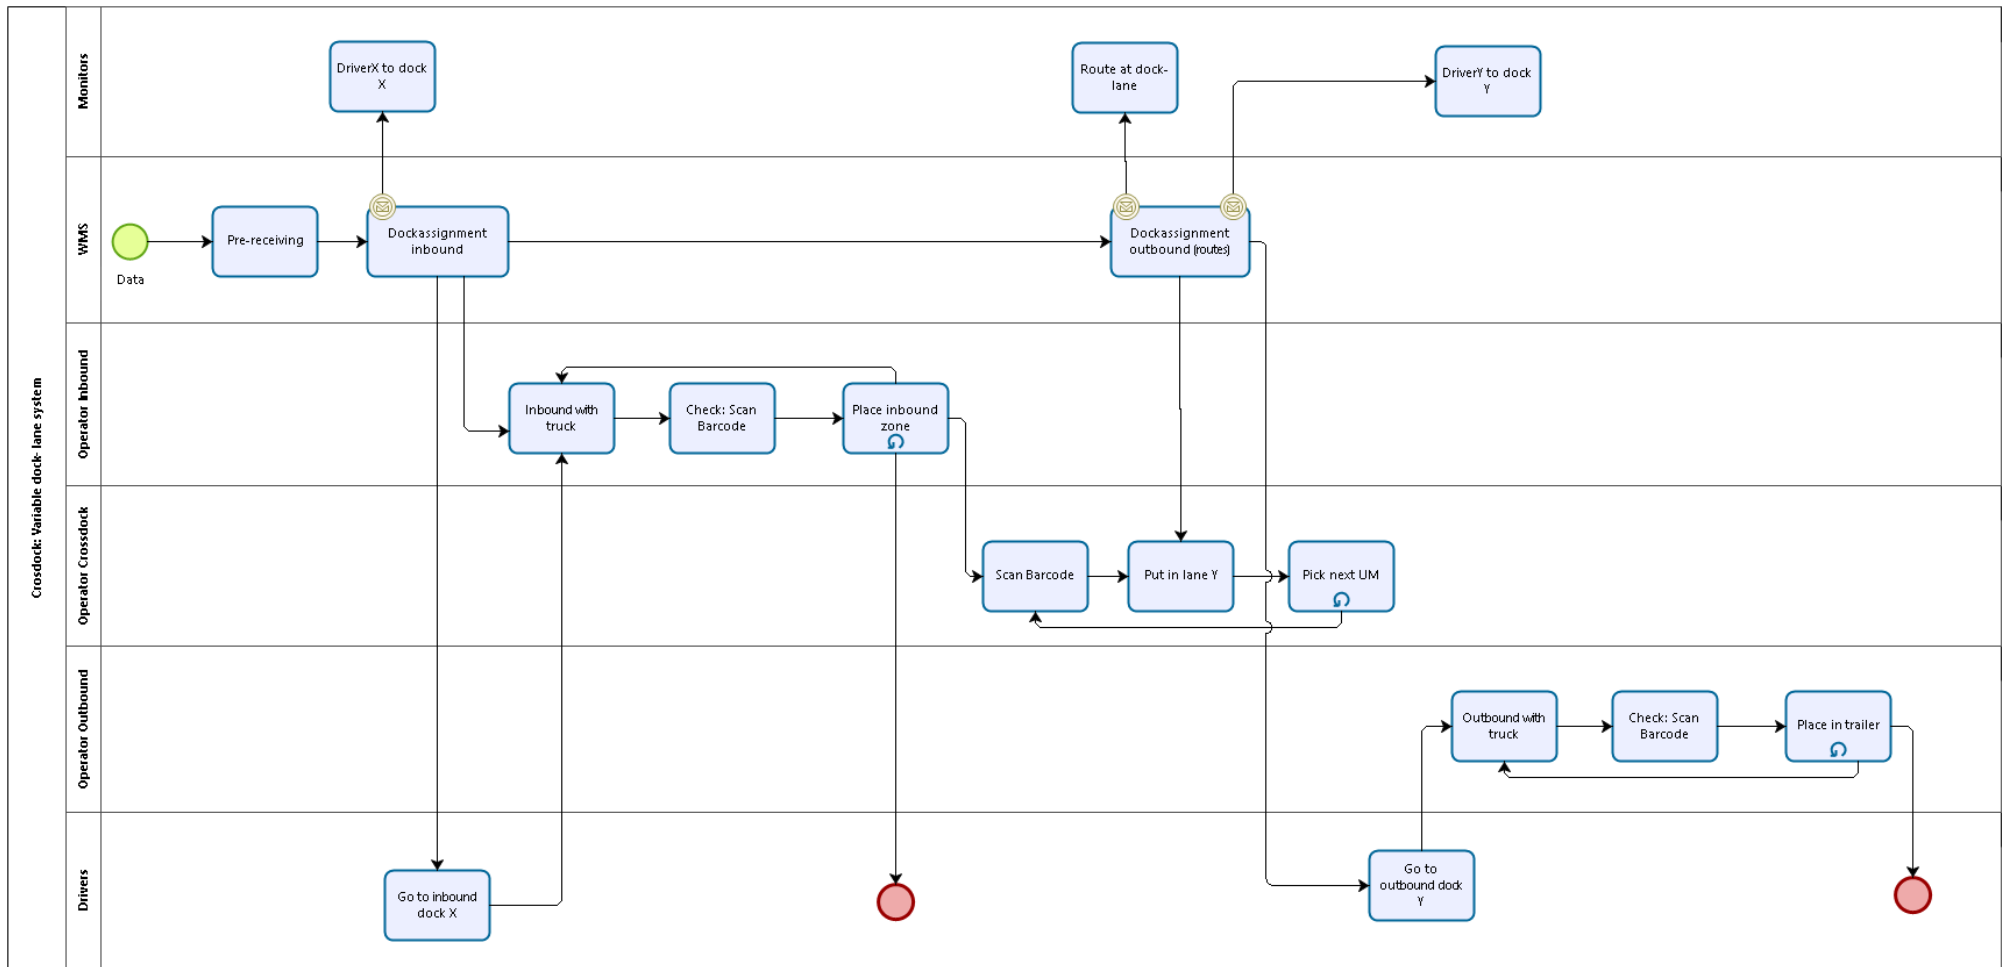 Crosdock: Variable dock- lane system
Monitors
DriverX to dock
X
Route at dock-
lane
DriverY to dock
Y
WMS
Data
Pre-receiving
Dockassignment
inbound
Dockassignment
outbound (routes)
Operator Inbound
Inbound with
truck
Check: Scan
Barcode
Place inbound
zone
Operator Crossdock
Scan Barcode
Put in lane Y
Pick next UM
Operator Outbound
Outbound with
truck
Check: Scan
Barcode
Place in trailer
Drivers
Go to inbound
dock X
Go to
outbound dock
Y